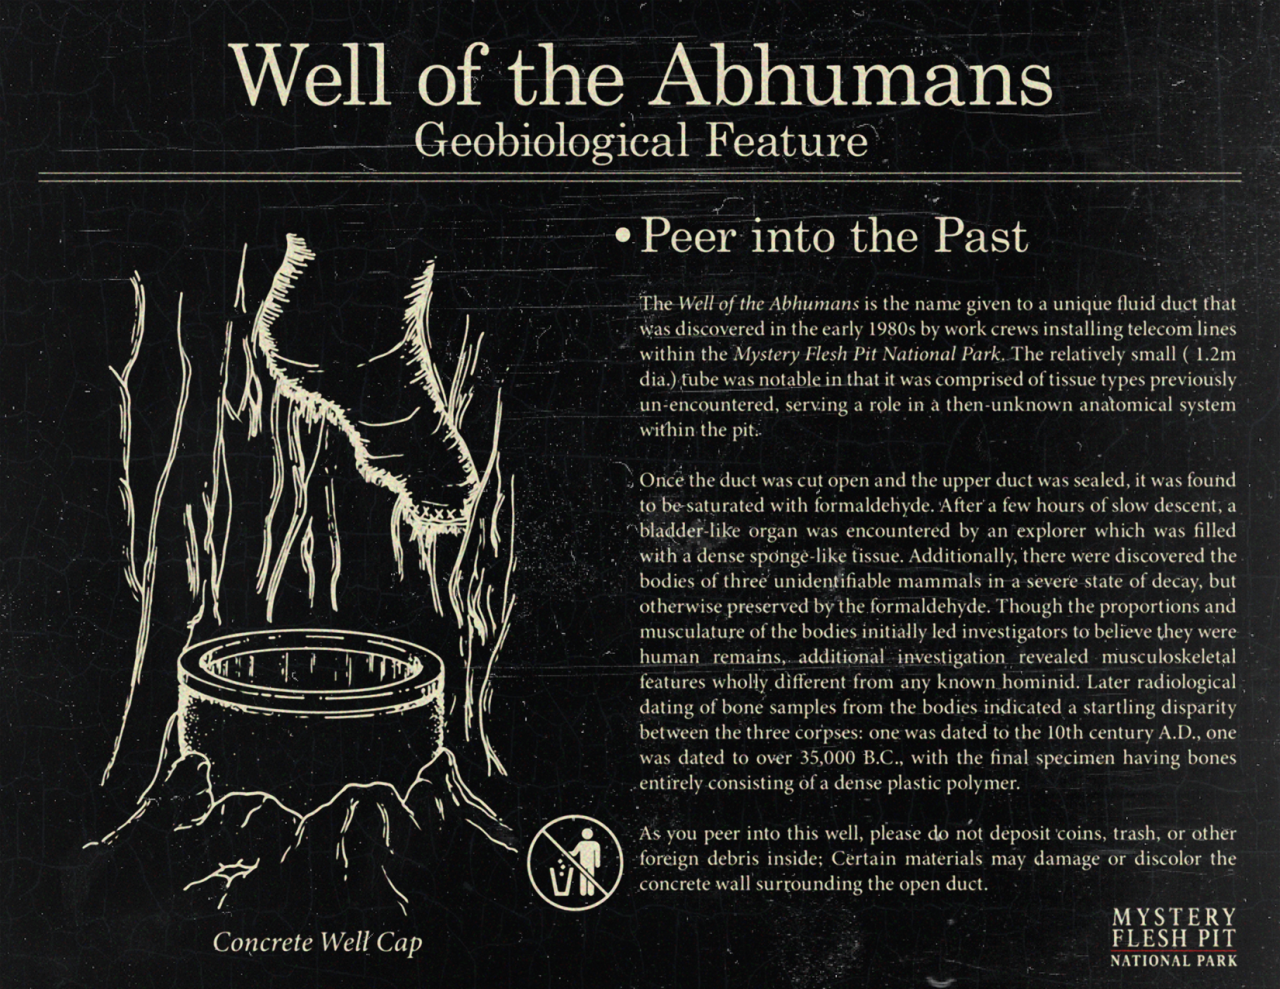 Well of the Abhumans
Geobiological Feature
• Peer into the Past
The Well of the Abhumans is the name given to a unique fluid duct that
was discovered in the early 1980s by work crews installing telecom lines
within the Mystery Flesh Pit National Park. The relatively small ( 1.2m
dia.) tube was notable in that it was comprised of tissue types previously
un-encountered, serving a role in a then-unknown anatomical system
within the pit.
Once the duct was cut open and the upper duct was sealed, it was found
to be saturated with formaldehyde. After a few hours of slow descent, a
bladder-like organ was encountered by an explorer which was filled
with a dense sponge-like tissue. Additionally, there were discovered the
bodies of three unidentifiable mammals in a severe state of decay, but
otherwise preserved by the formaldehyde. Though the proportions and
musculature of the bodies initially led investigators to believe they were
human remains, additional investigation revealed musculoskeletal
features wholly different from any known hominid. Later radiological
dating of bone samples from the bodies indicated a startling disparity
between the three corpses: one was dated to the 10th century A.D., one
was dated to over 35,000 B.C., with the final specimen having bones
entirely consisting of a dense plastic polymer.
As you peer into this well, please do not deposit coins, trash, or other
foreign debris inside; Certain materials may damage or discolor the
concrete wall surrounding the open duct.
Concrete Well Cap
MYSTERY
FLESH PIT
NATIONAL PARK